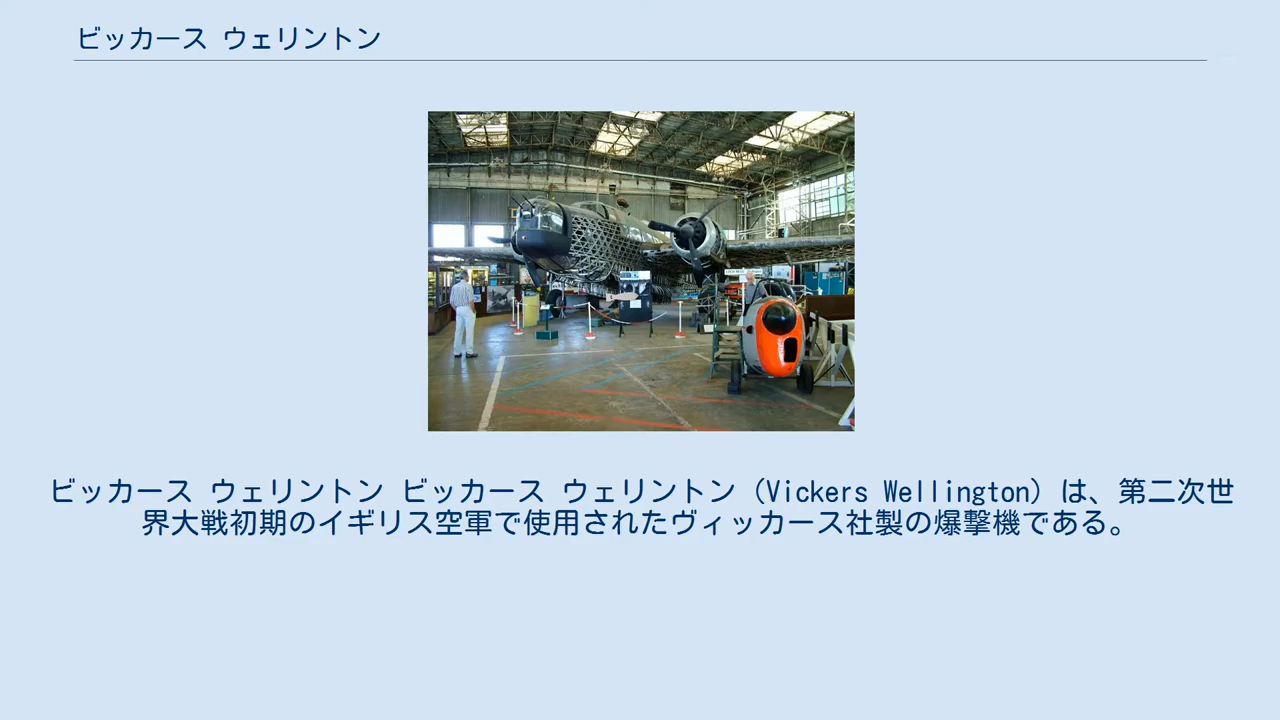 ビッカース ウェリントン
ビッカース ウェリントン ビッカース ウェリントン (Vickers Wellington) は、第二次世
界大戦初期のイギリス空軍で使用されたヴィッカース社製の爆撃機である。